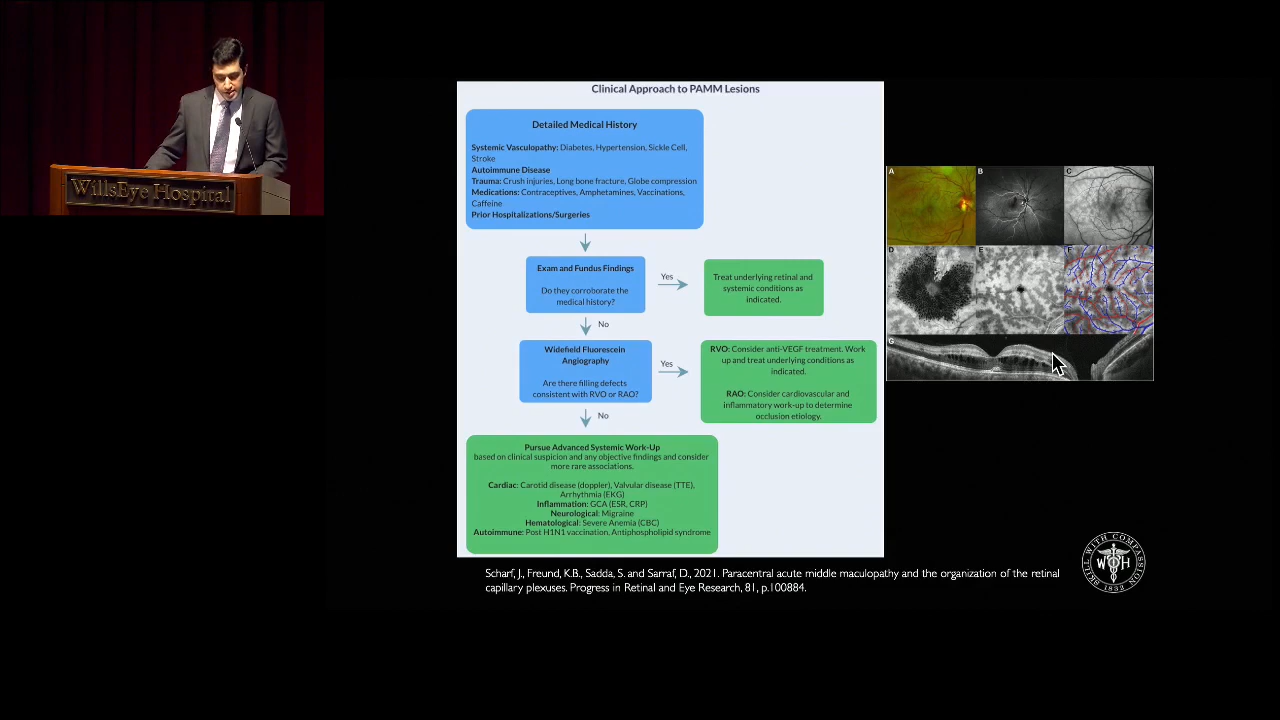 WillsEye Hospital
Clinical Approach to PAMM Lesions
Detailed Medical History
Systemic Vasculopathy: Diabetes, Hypertension, Sickle Cell,
Stroke
Autoimmune Disease
Trauma: Crush injuries, Long bone fracture, Globe compression
Medications: Contraceptives, Amphetamines, Vaccinations,
Caffeine
Prior Hospitalizations/Surgeries
Exam and Fundus Findings
Do they corroborate the
medical history?
Yes
Treat underlying retinal and
systemic conditions as
indicated.
No
Widefield Fluorescein
Angiography
Are there filling defects
consistent with RVO or RAO?
Yes
RVO: Consider anti-VEGF treatment. Work
up and treat underlying conditions as
indicated.
RAO: Consider cardiovascular and
inflammatory work-up to determine
occlusion etiology.
No
Pursue Advanced Systemic Work-Up
based on clinical suspicion and any objective findings and consider
more rare associations.
Cardiac: Carotid disease (doppler), Valvular disease (TTE),
Arrhythmia (EKG)
Inflammation: GCA (ESR, CRP)
Neurological: Migraine
Hematological: Severe Anemia (CBC)
Autoimmune: Post H1N1 vaccination, Antiphospholipid syndrome
A
B
C
D
E
F
G
Scharf, J., Freund, K.B., Sadda, S. and Sarraf, D., 2021. Paracentral acute middle maculopathy and the organization of the retinal
capillary plexuses. Progress in Retinal and Eye Research, 81, p.100884.
SKILL WITH COMPASSION
W H
1832